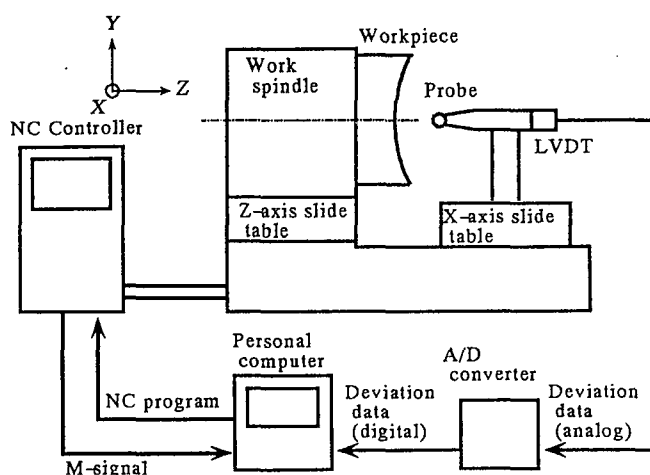 Y
Z
X
NC Controller
Work
spindle
Workpiece
Probe
LVDT
Z-axis slide
table
X-axis slide
table
Personal
computer
A/D
converter
NC program
Deviation
data
(digital)
Deviation
data
(analog)
M-signal